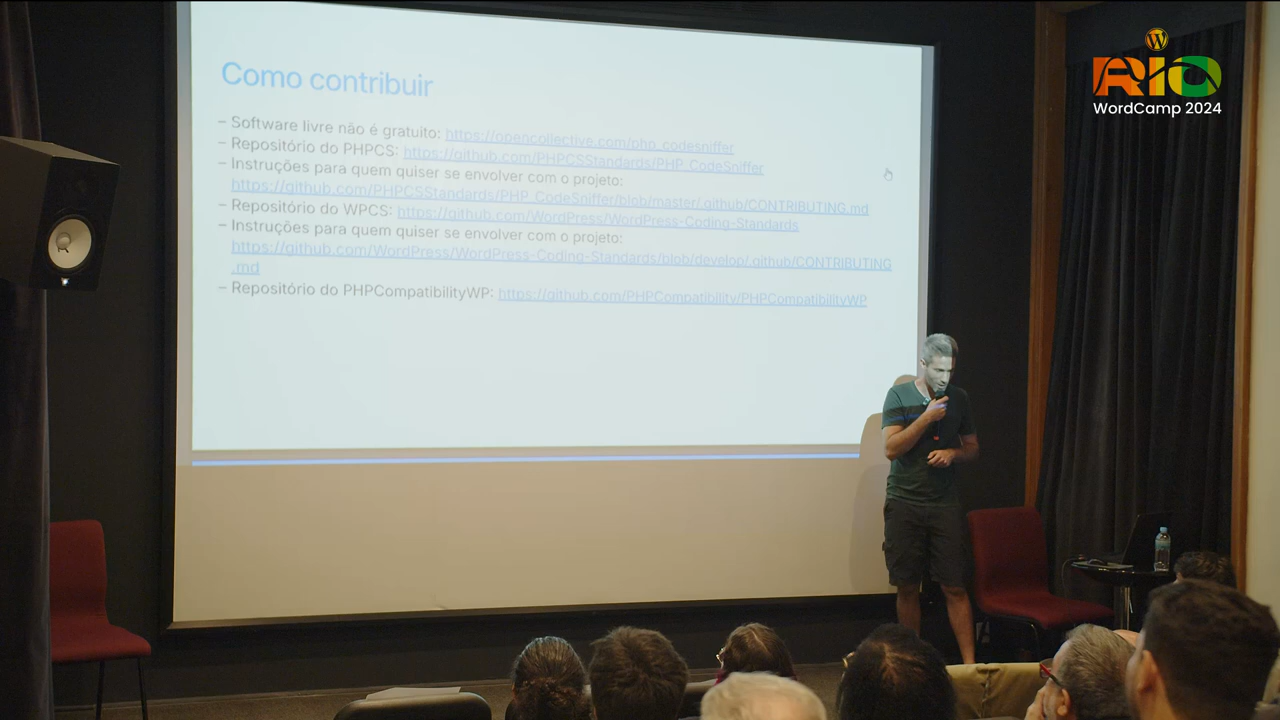 Como contribuir
– Software livre não é gratuito: https://opencollective.com/php_codesniffer
– Repositório do PHPCS: https://github.com/PHPCSStandards/PHP_CodeSniffer
– Instruções para quem quiser se envolver com o projeto:
https://github.com/PHPCSStandards/PHP_CodeSniffer/blob/master/.github/CONTRIBUTING.md
– Repositório do WPCS: https://github.com/WordPress/WordPress-Coding-Standards
– Instruções para quem quiser se envolver com o projeto:
https://github.com/WordPress/WordPress-Coding-Standards/blob/develop/.github/CONTRIBUTING
.md
– Repositório do PHPCompatibilityWP: https://github.com/PHPCompatibility/PHPCompatibilityWP
W
RIO
WordCamp 2024